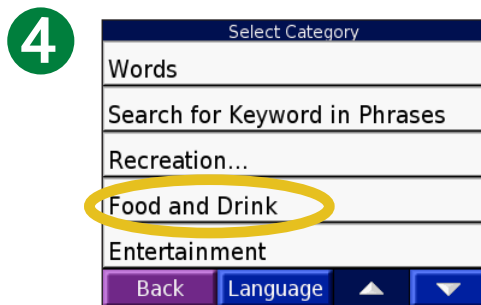 4
Select Category
Words
Search for Keyword in Phrases
Recreation...
Food and Drink
Entertainment
Back Language